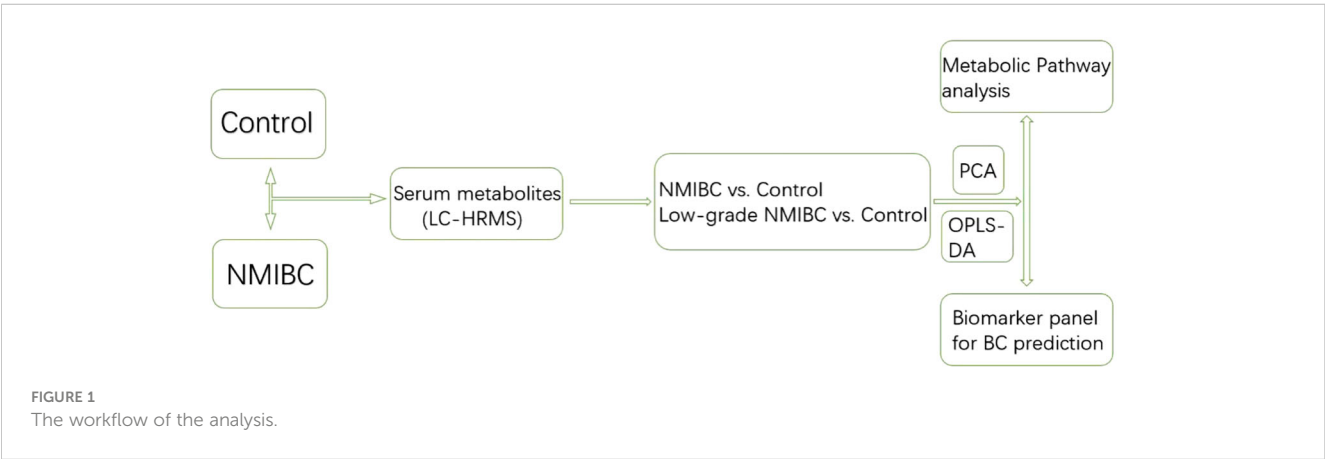 Control
NMIBC
Serum metabolites
(LC-HRMS)
NMIBC vs. Control
Low-grade NMIBC vs. Control
PCA
OPLS-
DA
Metabolic Pathway
analysis
Biomarker panel
for BC prediction
FIGURE 1
The workflow of the analysis.